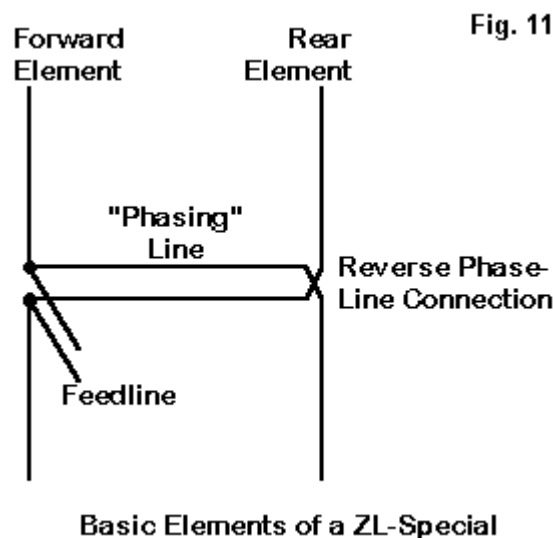 Fig. 11
Forward
Element
Rear
Element
"Phasing"
Line
Reverse Phase-
Line Connection
Feedline
Basic Elements of a ZL-Special